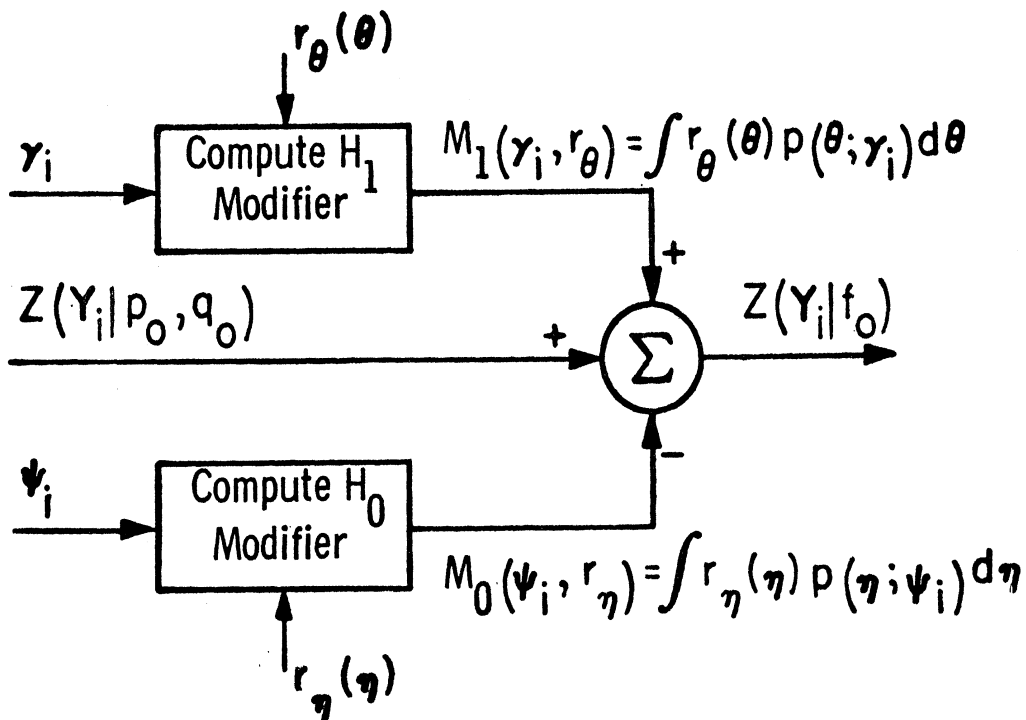 r_θ(θ)
γ_i
Compute H_1
Modifier
M_1(γ_i, r_θ) = ∫ r_θ(θ) p(θ; γ_i) dθ
+
Z(Y_i | p_0, q_0)
+
Σ
Z(Y_i | f_0)
−
ψ_i
Compute H_0
Modifier
M_0(ψ_i, r_η) = ∫ r_η(η) p(η; ψ_i) dη
r_η(η)